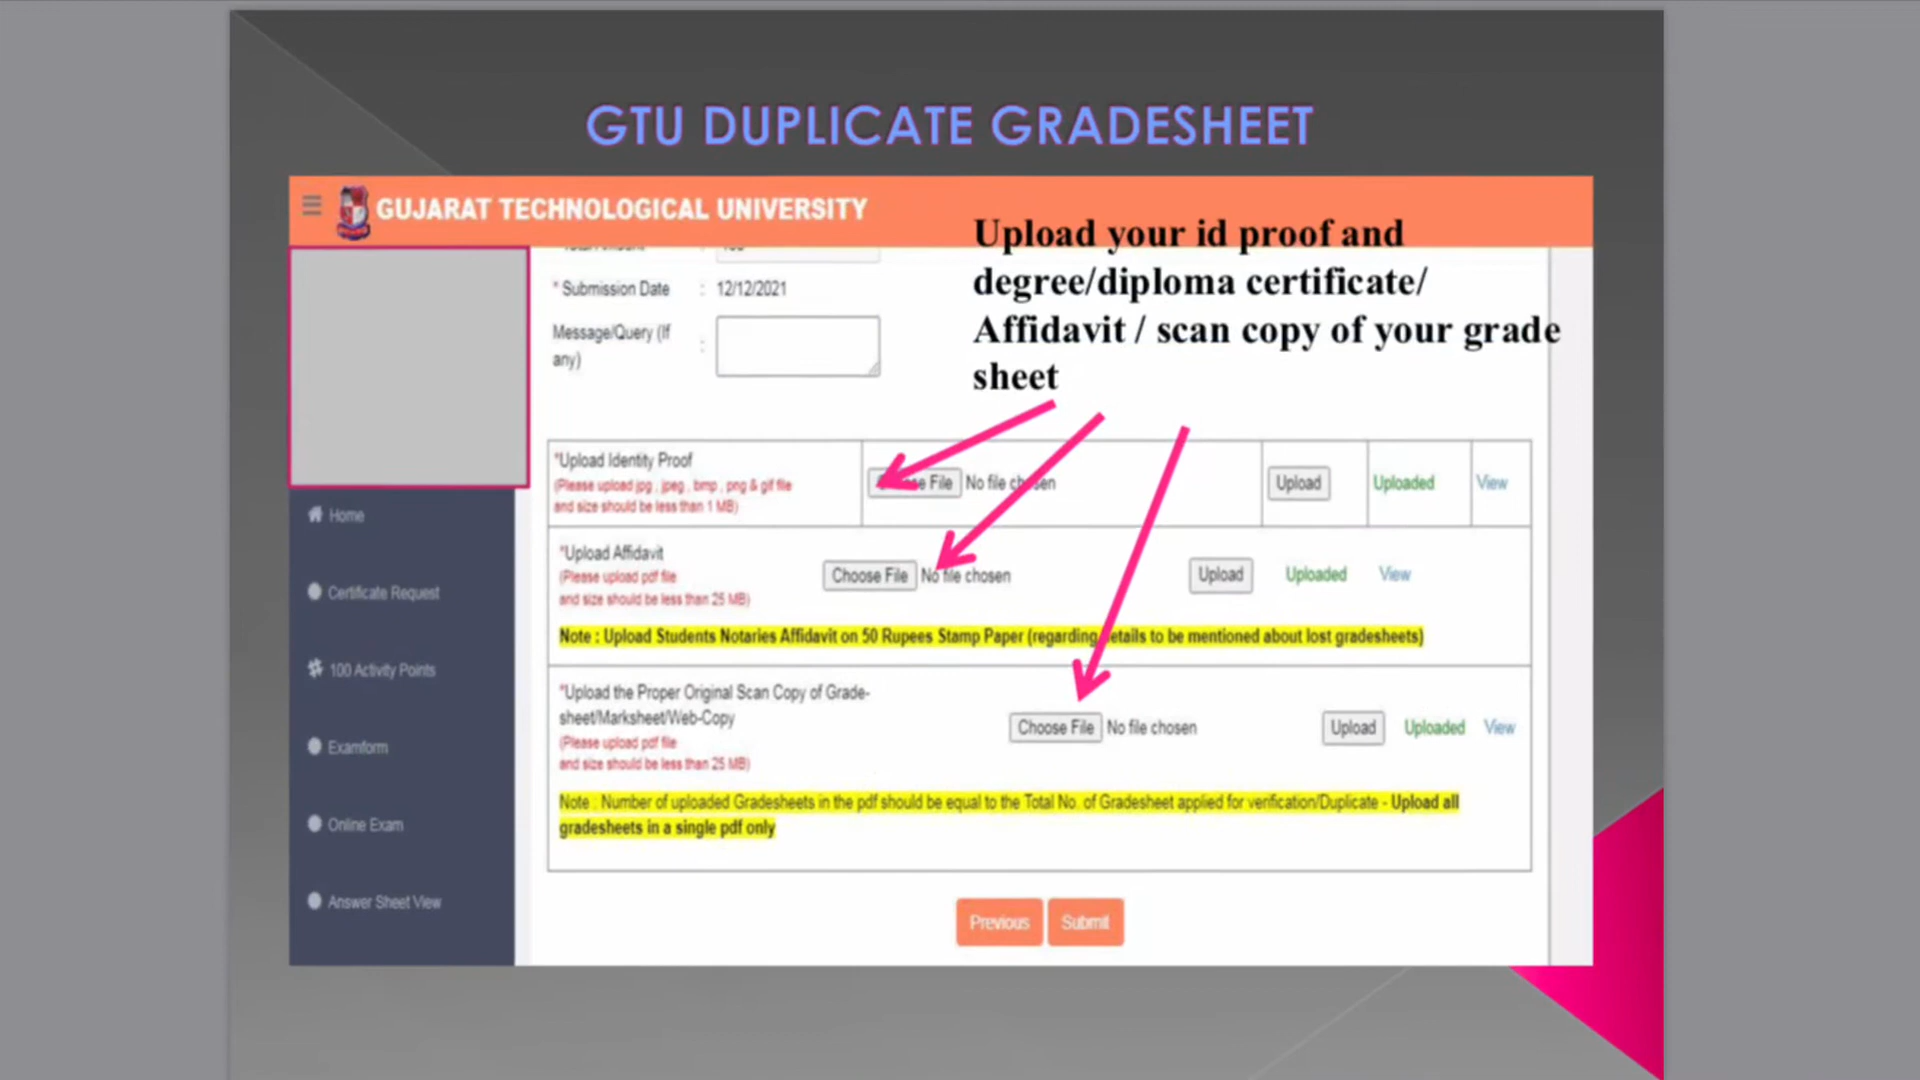 GTU DUPLICATE GRADESHEET
GUJARAT TECHNOLOGICAL UNIVERSITY
Upload your id proof and
degree/diploma certificate/
Affidavit / scan copy of your grade
sheet
* Submission Date : 12/12/2021
Message/Query (If
any) :
*Upload Identity Proof
(Please upload jpg , jpeg , bmp , png & gif file
and size should be less than 1 MB)
File No file chosen Upload Uploaded View
*Upload Affidavit
(Please upload pdf file
and size should be less than 25 MB)
Choose File No file chosen Upload Uploaded View
Note : Upload Students Notaries Affidavit on 50 Rupees Stamp Paper (regarding details to be mentioned about lost gradesheets)
*Upload the Proper Original Scan Copy of Grade-
sheet/Marksheet/Web-Copy
(Please upload pdf file
and size should be less than 25 MB)
Choose File No file chosen Upload Uploaded View
Note : Number of uploaded Gradesheets in the pdf should be equal to the Total No. of Gradesheet applied for verification/Duplicate - Upload all
gradesheets in a single pdf only
Previous Submit
Home
Certificate Request
100 Activity Points
Examform
Online Exam
Answer Sheet View